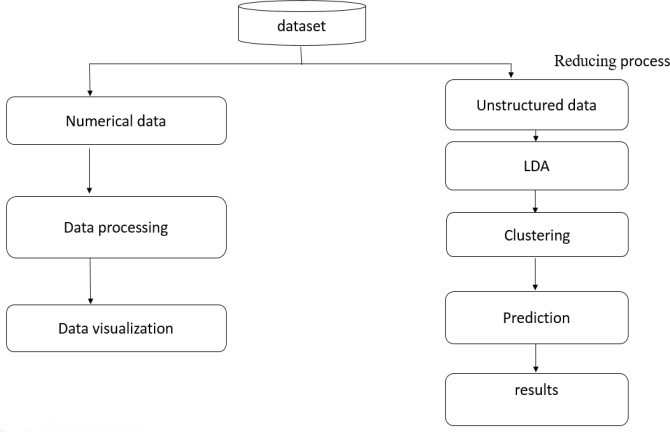 dataset
Reducing process
Numerical data
Data processing
Data visualization
Unstructured data
LDA
Clustering
Prediction
results